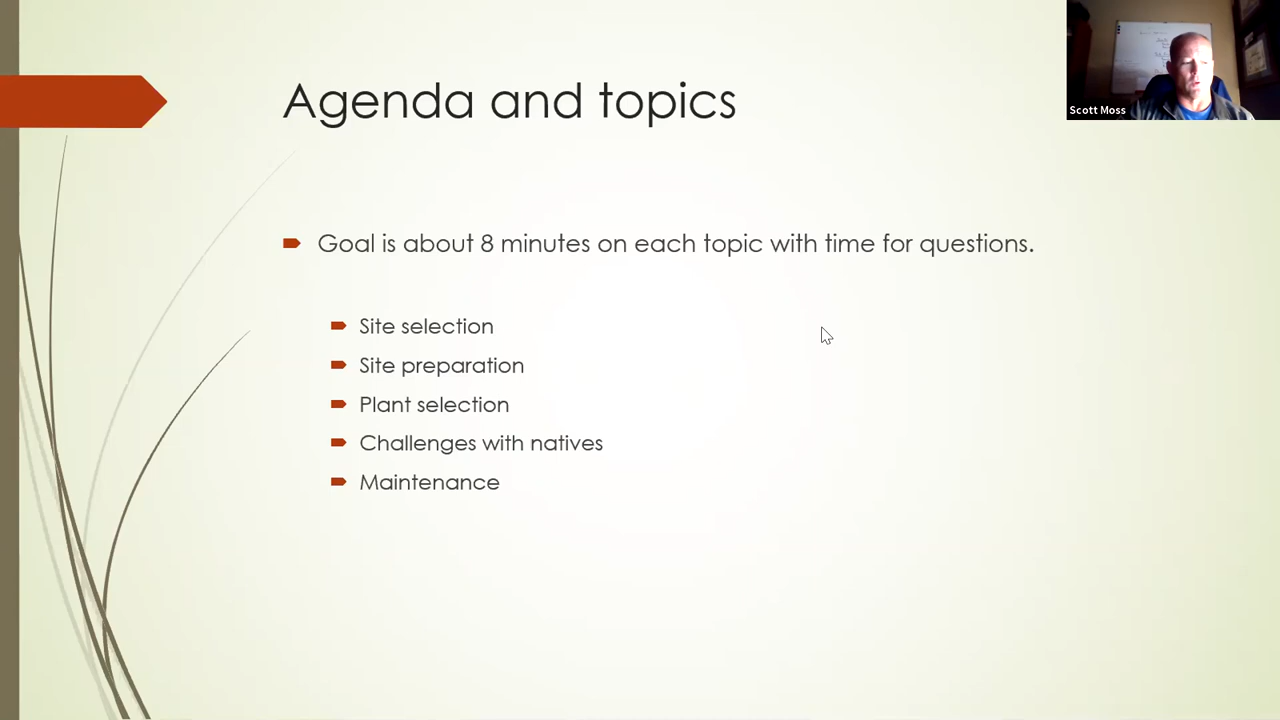 Agenda and topics
Scott Moss
Goal is about 8 minutes on each topic with time for questions.
Site selection
Site preparation
Plant selection
Challenges with natives
Maintenance